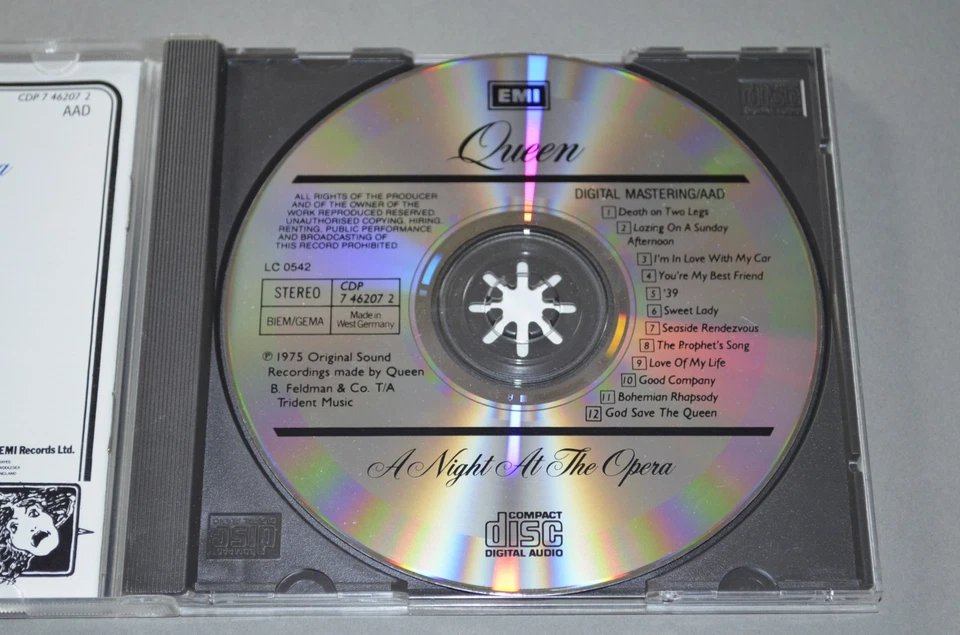 CDP 7 46207 2
AAD
EMI Records Ltd.
EMI
Queen
ALL RIGHTS OF THE PRODUCER
AND OF THE OWNER OF THE
WORK REPRODUCED RESERVED.
UNAUTHORISED COPYING, HIRING,
RENTING, PUBLIC PERFORMANCE
AND BROADCASTING OF
THIS RECORD PROHIBITED
LC 0542
STEREO
CDP
7 46207 2
BIEM/GEMA
Made in
West Germany
℗ 1975 Original Sound
Recordings made by Queen
B. Feldman & Co. T/A
Trident Music
DIGITAL MASTERING/AAD
1 Death on Two Legs
2 Lazing On A Sunday
Afternoon
3 I'm In Love With My Car
4 You're My Best Friend
5 '39
6 Sweet Lady
7 Seaside Rendezvous
8 The Prophet's Song
9 Love Of My Life
10 Good Company
11 Bohemian Rhapsody
12 God Save The Queen
A Night At The Opera
COMPACT
disc
DIGITAL AUDIO